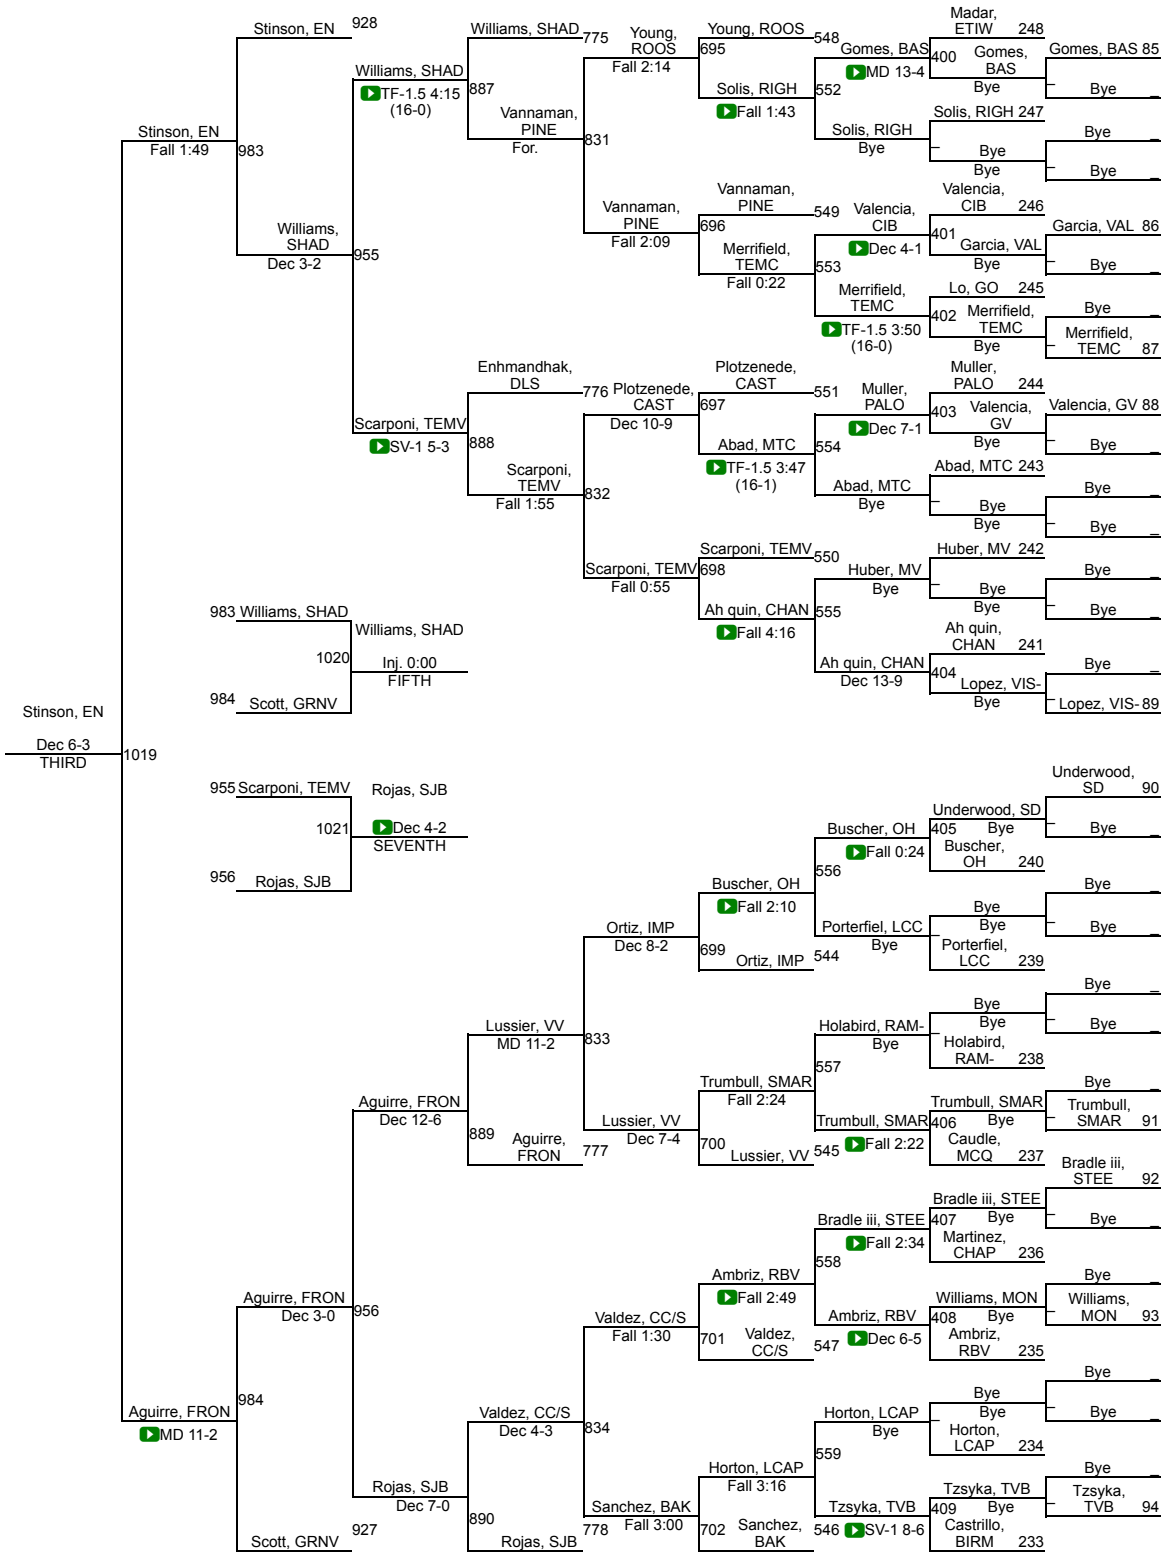 Stinson, EN 928
Williams, SHAD 775
Young, ROOS
Fall 2:14
Young, ROOS 548
695
Madar, ETIW 248
Gomes, BAS 400
MD 13-4
Gomes, BAS
Bye
Gomes, BAS 85
Bye _
Williams, SHAD
TF-1.5 4:15
(16-0)
887
Solis, RIGH
Fall 1:43
552
Solis, RIGH 247
Vannaman, PINE
For.
831
Solis, RIGH
Bye
_ Bye
Bye
Bye _
_ Bye _
Stinson, EN
Fall 1:49
983
Vannaman, PINE
Fall 2:09
Vannaman, PINE 549
696
Valencia, CIB
Dec 4-1
Valencia, CIB 246
401
Garcia, VAL
Bye
Garcia, VAL 86
_ Bye _
Williams, SHAD
Dec 3-2
955
Merrifield, TEMC
Fall 0:22
553
Merrifield, TEMC
TF-1.5 3:50
(16-0)
Lo, GO 245
402
Merrifield, TEMC
Bye
Bye _
_ Merrifield, TEMC 87
Enhmandhak, DLS
776
Plotzenede, CAST
Dec 10-9
Plotzenede, CAST
551
697
Muller, PALO
Dec 7-1
Muller, PALO 244
403
Valencia, GV
Bye
Valencia, GV 88
_ Bye _
Scarponi, TEMV
SV-1 5-3
888
Abad, MTC
TF-1.5 3:47
(16-1)
554
Abad, MTC
Bye
Abad, MTC 243
_ Bye
Bye
Bye _
_ Bye _
Scarponi, TEMV
Fall 1:55
832
Scarponi, TEMV
Fall 0:55
Scarponi, TEMV 550
698
Huber, MV
Bye
Huber, MV 242
_ Bye
Bye
Bye _
_ Bye _
Ah quin, CHAN
Fall 4:16
555
Ah quin, CHAN
Dec 13-9
Ah quin, CHAN 241
404
Lopez, VIS-
Bye
Bye _
_ Lopez, VIS- 89
983 Williams, SHAD
Williams, SHAD
1020
Inj. 0:00
FIFTH
984 Scott, GRNV
Stinson, EN
Dec 6-3
THIRD
1019
955 Scarponi, TEMV
Rojas, SJB
1021
Dec 4-2
SEVENTH
956 Rojas, SJB
Underwood, SD 90
Underwood, SD
_ Bye _
Buscher, OH
Fall 0:24
405 Bye
Buscher, OH 240
Buscher, OH
Fall 2:10
556
Bye _
Bye
_ Bye _
Porterfiel, LCC
Bye
_ Bye
Porterfiel, LCC 239
Ortiz, IMP
Dec 8-2
699
Ortiz, IMP 544
Bye _
Bye
_ Bye _
Lussier, VV
MD 11-2
833
Holabird, RAM-
Bye
_ Bye
Holabird, RAM- 238
557
Trumbull, SMAR
Fall 2:24
Bye _
Trumbull, SMAR
_ Trumbull, SMAR 91
Aguirre, FRON
Dec 12-6
889
Aguirre, FRON
777
Lussier, VV
Dec 7-4
700
Lussier, VV 545
Trumbull, SMAR
Fall 2:22
406 Bye
Caudle, MCQ 237
Bradle iii, STEE 92
Bradle iii, STEE
_ Bye _
Bradle iii, STEE
Fall 2:34
407 Bye
Martinez, CHAP 236
558
Ambriz, RBV
Fall 2:49
Bye _
Williams, MON
_ Williams, MON 93
Aguirre, FRON
Dec 3-0
956
Valdez, CC/S
Fall 1:30
701
Valdez, CC/S
547
Ambriz, RBV
Dec 6-5
408 Bye
Ambriz, RBV 235
Bye _
Bye
_ Bye _
Aguirre, FRON
MD 11-2
984
Valdez, CC/S
Dec 4-3
834
Horton, LCAP
Bye
_ Bye
Horton, LCAP 234
559
Horton, LCAP
Fall 3:16
Bye _
Tzsyka, TVB
_ Tzsyka, TVB 94
Rojas, SJB
Dec 7-0
890
Rojas, SJB
778
Sanchez, BAK
Fall 3:00
702
Sanchez, BAK
546
Tzsyka, TVB
SV-1 8-6
409 Bye
Castrillo, BIRM 233
Scott, GRNV 927